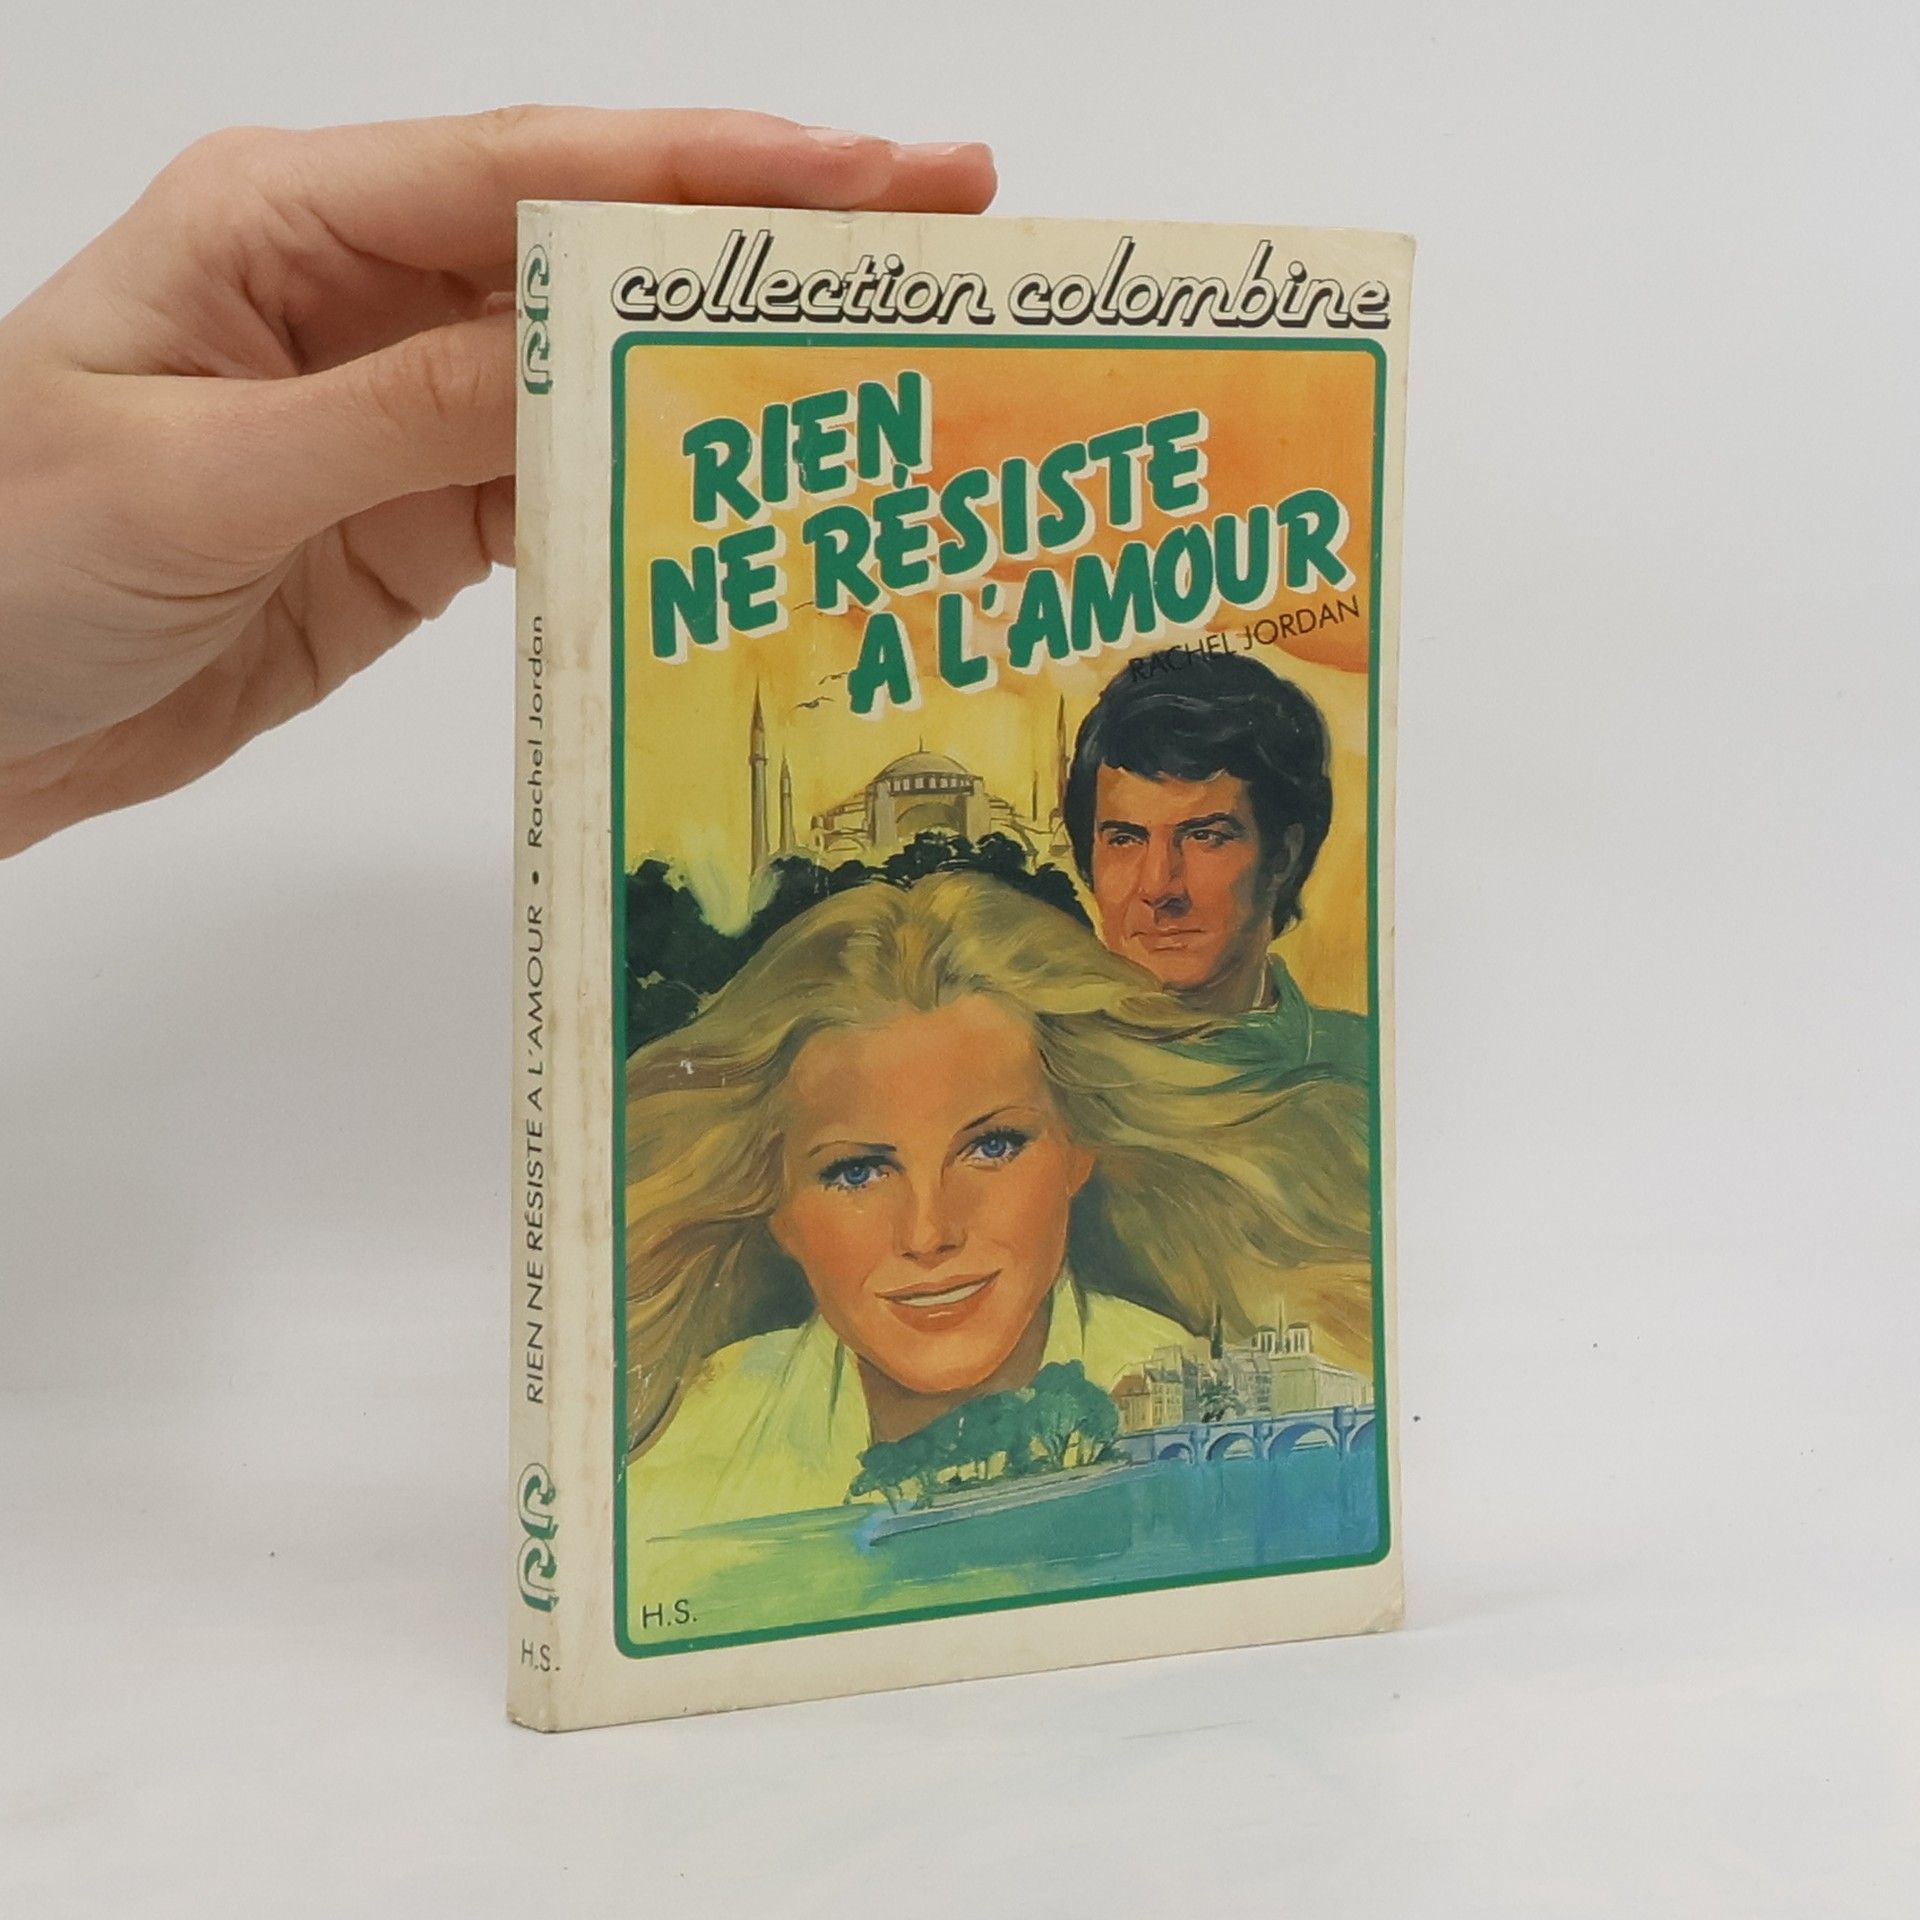 collection colombine
RIEN
NE RÉSISTE
A L'AMOUR
RACHEL JORDAN
H.S.
RIEN NE RÉSISTE A L'AMOUR • Rachel Jordan
H.S.